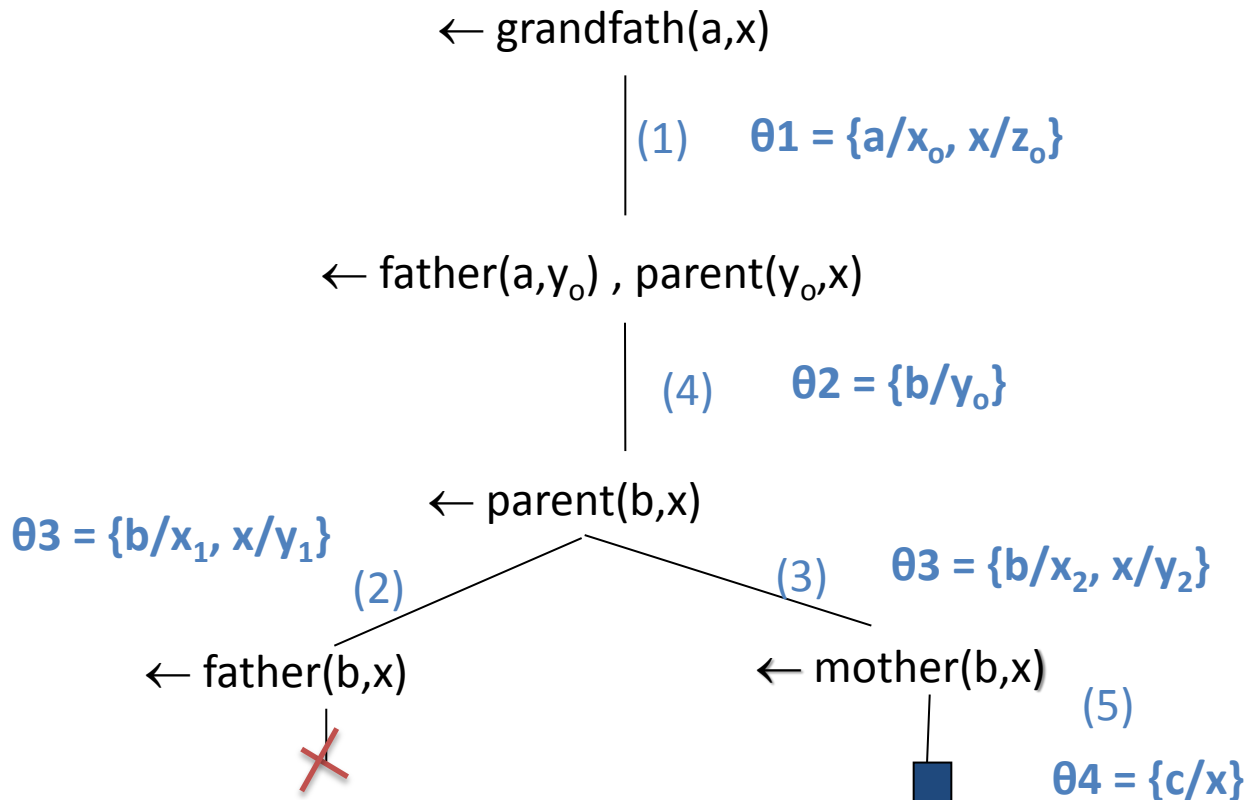 ← grandfath(a,x)
(1) θ1 = {a/xₒ, x/zₒ}
← father(a,yₒ) , parent(yₒ,x)
(4) θ2 = {b/yₒ}
← parent(b,x)
θ3 = {b/x₁, x/y₁}
(2)
(3) θ3 = {b/x₂, x/y₂}
← father(b,x)
← mother(b,x)
(5)
θ4 = {c/x}